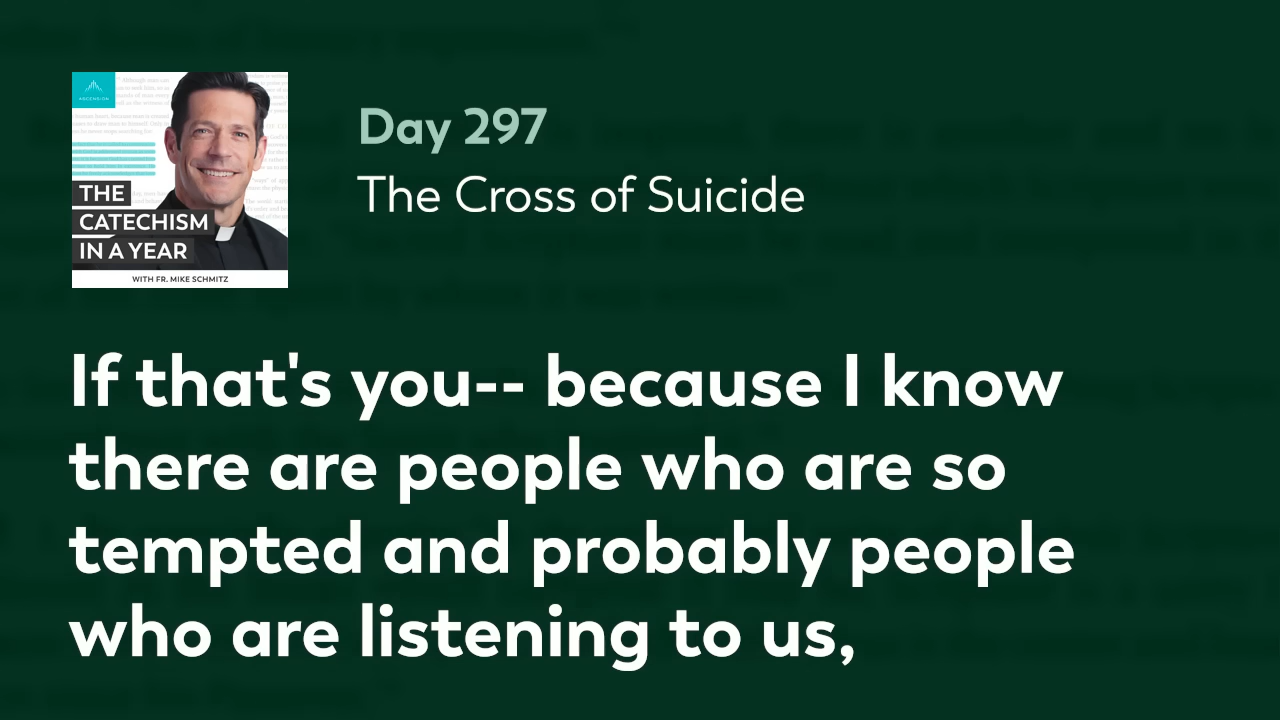 ASCENSION
THE
CATECHISM
IN A YEAR
WITH FR. MIKE SCHMITZ
Day 297
The Cross of Suicide
If that's you-- because I know
there are people who are so
tempted and probably people
who are listening to us,